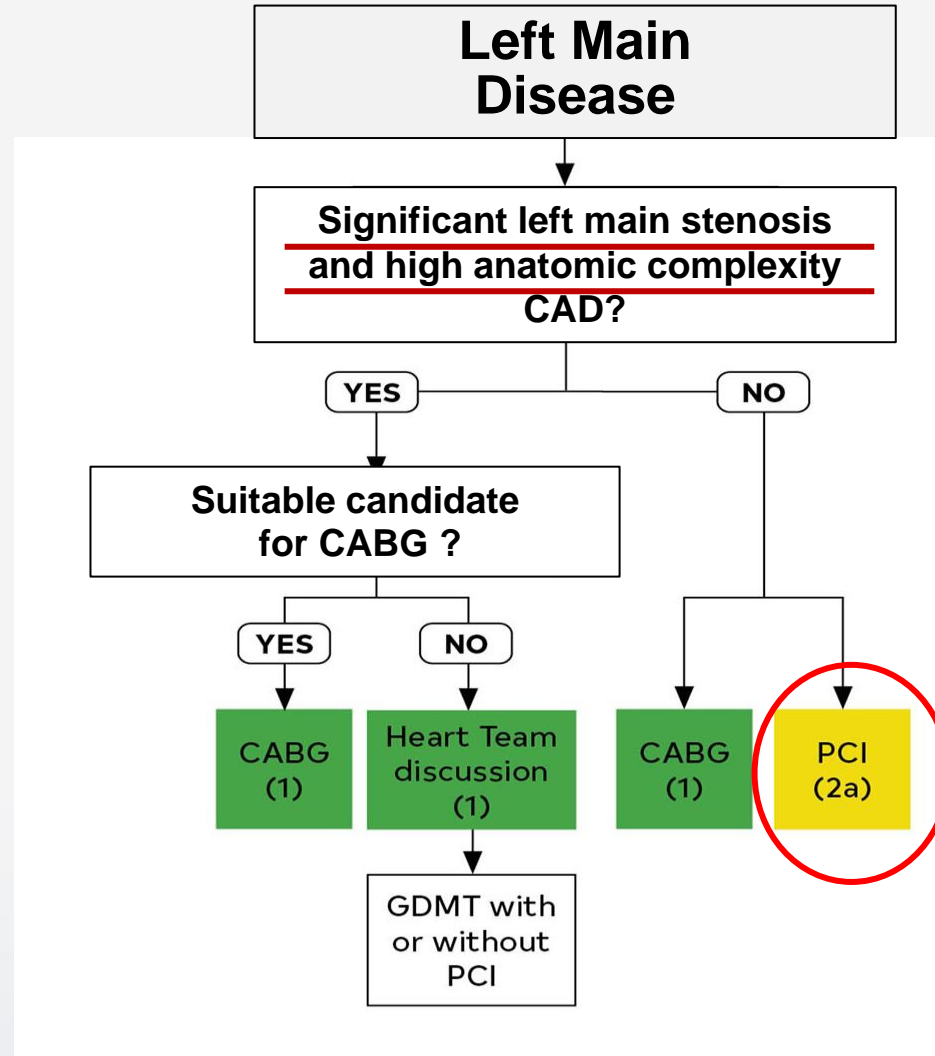 Left Main
Disease
Significant left main stenosis
and high anatomic complexity
CAD?
YES
NO
Suitable candidate
for CABG ?
YES
NO
CABG
(1)
Heart Team
discussion
(1)
CABG
(1)
PCI
(2a)
GDMT with
or without
PCI